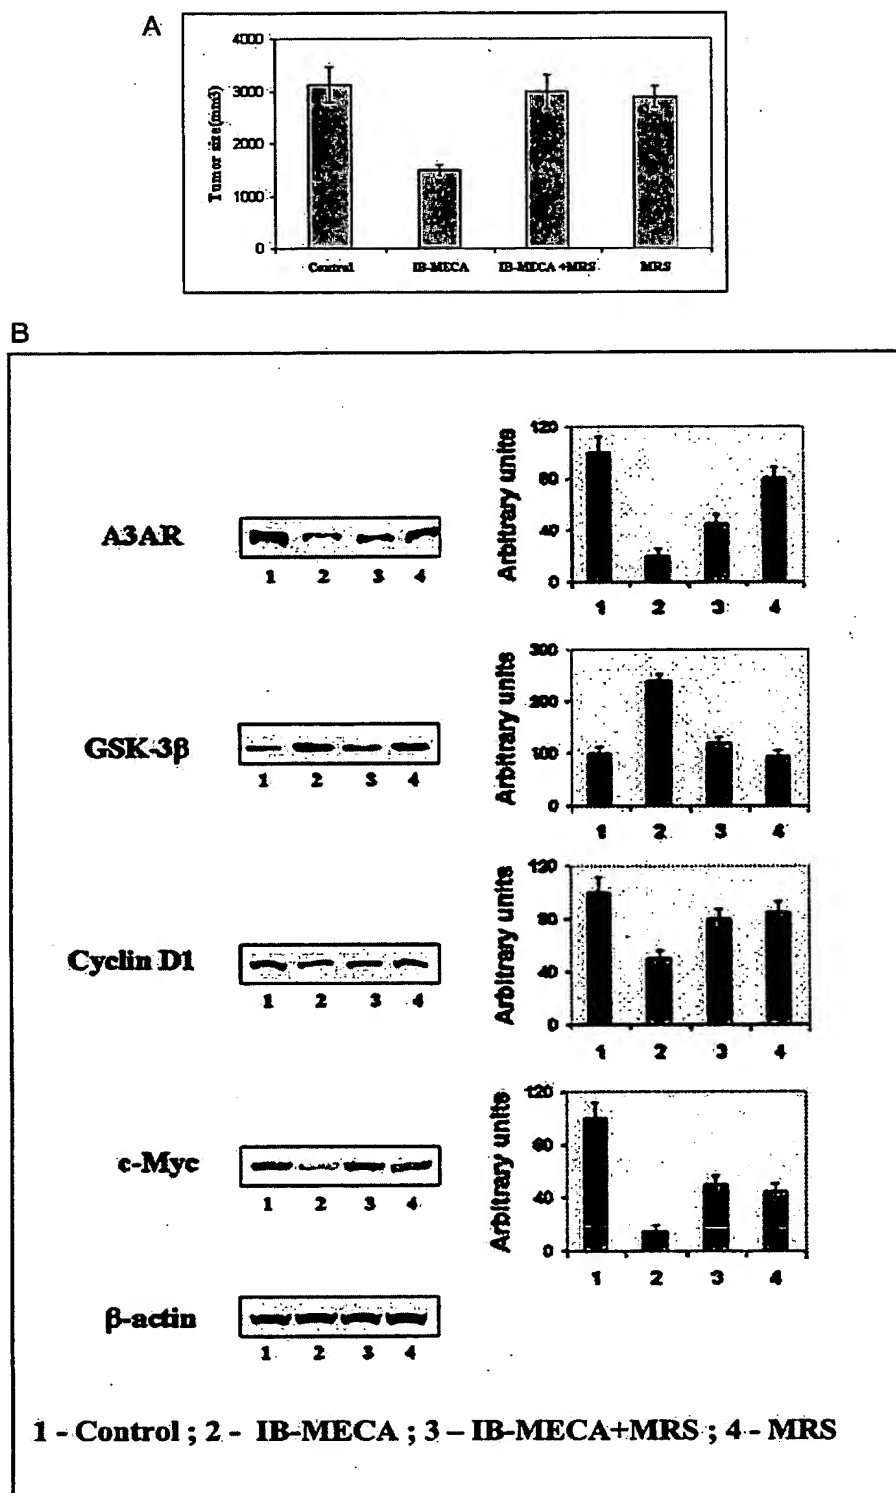 A
Tumor size(mm3)
4000
3000
2000
1000
0
Control IB-MECA IB-MECA +MRS MRS
B
A3AR
1 2 3 4
Arbitrary units
120
80
40
0
1 2 3 4
GSK-3β
1 2 3 4
Arbitrary units
300
200
100
0
1 2 3 4
Cyclin D1
1 2 3 4
Arbitrary units
120
80
40
0
1 2 3 4
c-Myc
1 2 3 4
Arbitrary units
120
80
40
0
1 2 3 4
β-actin
1 2 3 4
1 - Control ; 2 - IB-MECA ; 3 – IB-MECA+MRS ; 4 - MRS